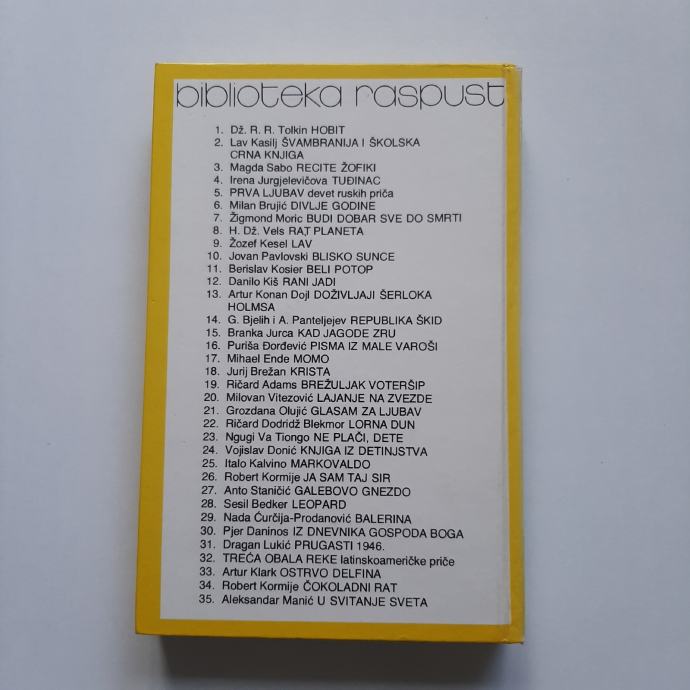 biblioteka raspust
1. Dž. R. R. Tolkin HOBIT
2. Lav Kasilj ŠVAMBRANIJA I ŠKOLSKA
CRNA KNJIGA
3. Magda Sabo RECITE ŽOFIKI
4. Irena Jurgjelevičova TUĐINAC
5. PRVA LJUBAV devet ruskih priča
6. Milan Brujić DIVLJE GODINE
7. Žigmond Moric BUDI DOBAR SVE DO SMRTI
8. H. Dž. Vels RAT PLANETA
9. Žozef Kesel LAV
10. Jovan Pavlovski BLISKO SUNCE
11. Berislav Kosier BELI POTOP
12. Danilo Kiš RANI JADI
13. Artur Konan Dojl DOŽIVLJAJI ŠERLOKA
HOLMSA
14. G. Bjelih i A. Panteljejev REPUBLIKA ŠKID
15. Branka Jurca KAD JAGODE ZRU
16. Puriša Đorđević PISMA IZ MALE VAROŠI
17. Mihael Ende MOMO
18. Jurij Brežan KRISTA
19. Ričard Adams BREŽULJAK VOTERŠIP
20. Milovan Vitezović LAJANJE NA ZVEZDE
21. Grozdana Olujić GLASAM ZA LJUBAV
22. Ričard Dodridž Blekmor LORNA DUN
23. Ngugi Va Tiongo NE PLAČI, DETE
24. Vojislav Donić KNJIGA IZ DETINJSTVA
25. Italo Kalvino MARKOVALDO
26. Robert Kormije JA SAM TAJ SIR
27. Anto Staničić GALEBOVO GNEZDO
28. Sesil Bedker LEOPARD
29. Nada Ćurčija-Prodanović BALERINA
30. Pjer Daninos IZ DNEVNIKA GOSPODA BOGA
31. Dragan Lukić PRUGASTI 1946.
32. TREĆA OBALA REKE latinskoameričke priče
33. Artur Klark OSTRVO DELFINA
34. Robert Kormije ČOKOLADNI RAT
35. Aleksandar Manić U SVITANJE SVETA